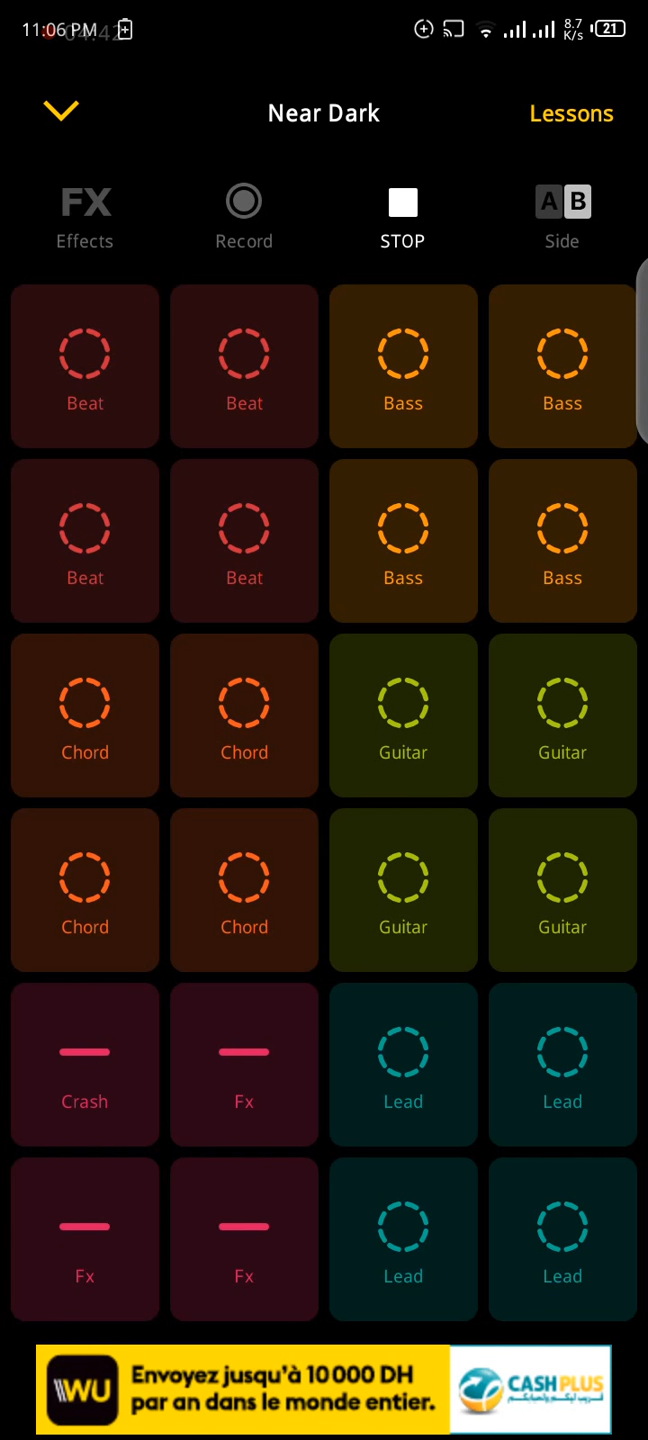 11:06 PM 04:42 8.7 K/s 21
Near Dark Lessons
FX A B
Effects Record STOP Side
Beat Beat Bass Bass
Beat Beat Bass Bass
Chord Chord Guitar Guitar
Chord Chord Guitar Guitar
Crash Fx Lead Lead
Fx Fx Lead Lead
WU Envoyez jusqu'à 10 000 DH
par an dans le monde entier.
CASH PLUS